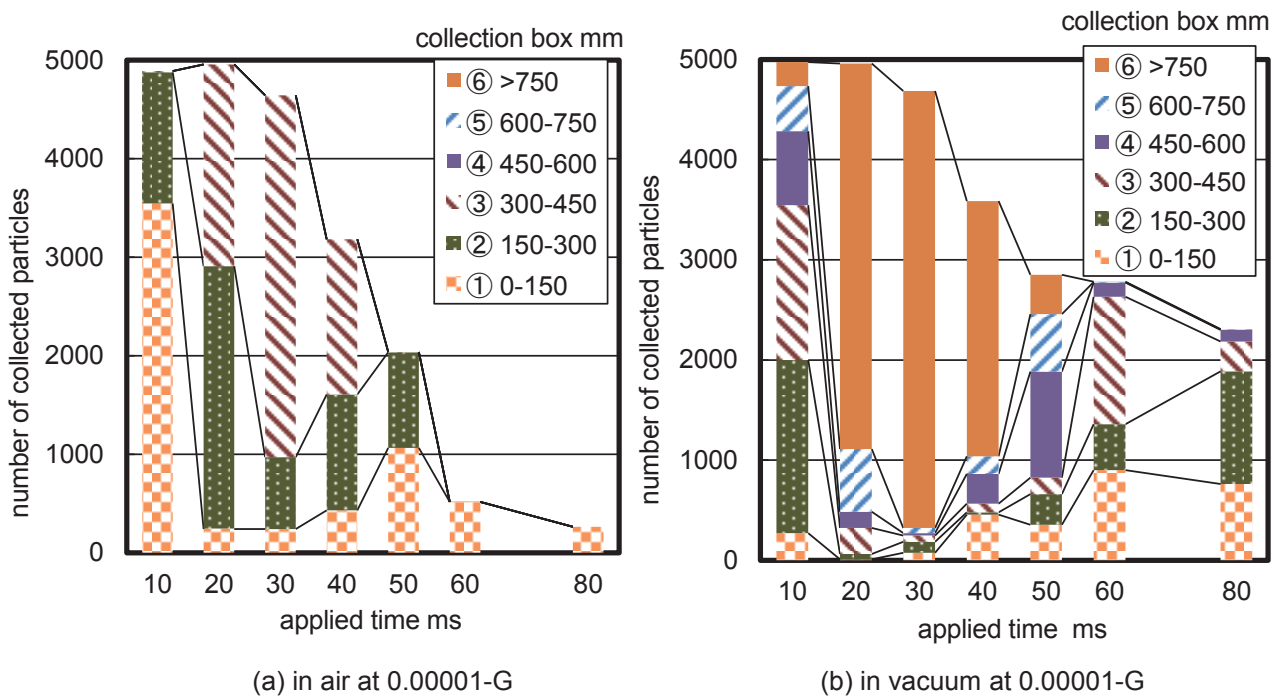 collection box mm
5000
4000
3000
2000
1000
0
number of collected particles
⑥ >750
⑤ 600-750
④ 450-600
③ 300-450
② 150-300
① 0-150
10 20 30 40 50 60 80
applied time ms
(a) in air at 0.00001-G
collection box mm
5000
4000
3000
2000
1000
0
number of collected particles
⑥ >750
⑤ 600-750
④ 450-600
③ 300-450
② 150-300
① 0-150
10 20 30 40 50 60 80
applied time ms
(b) in vacuum at 0.00001-G